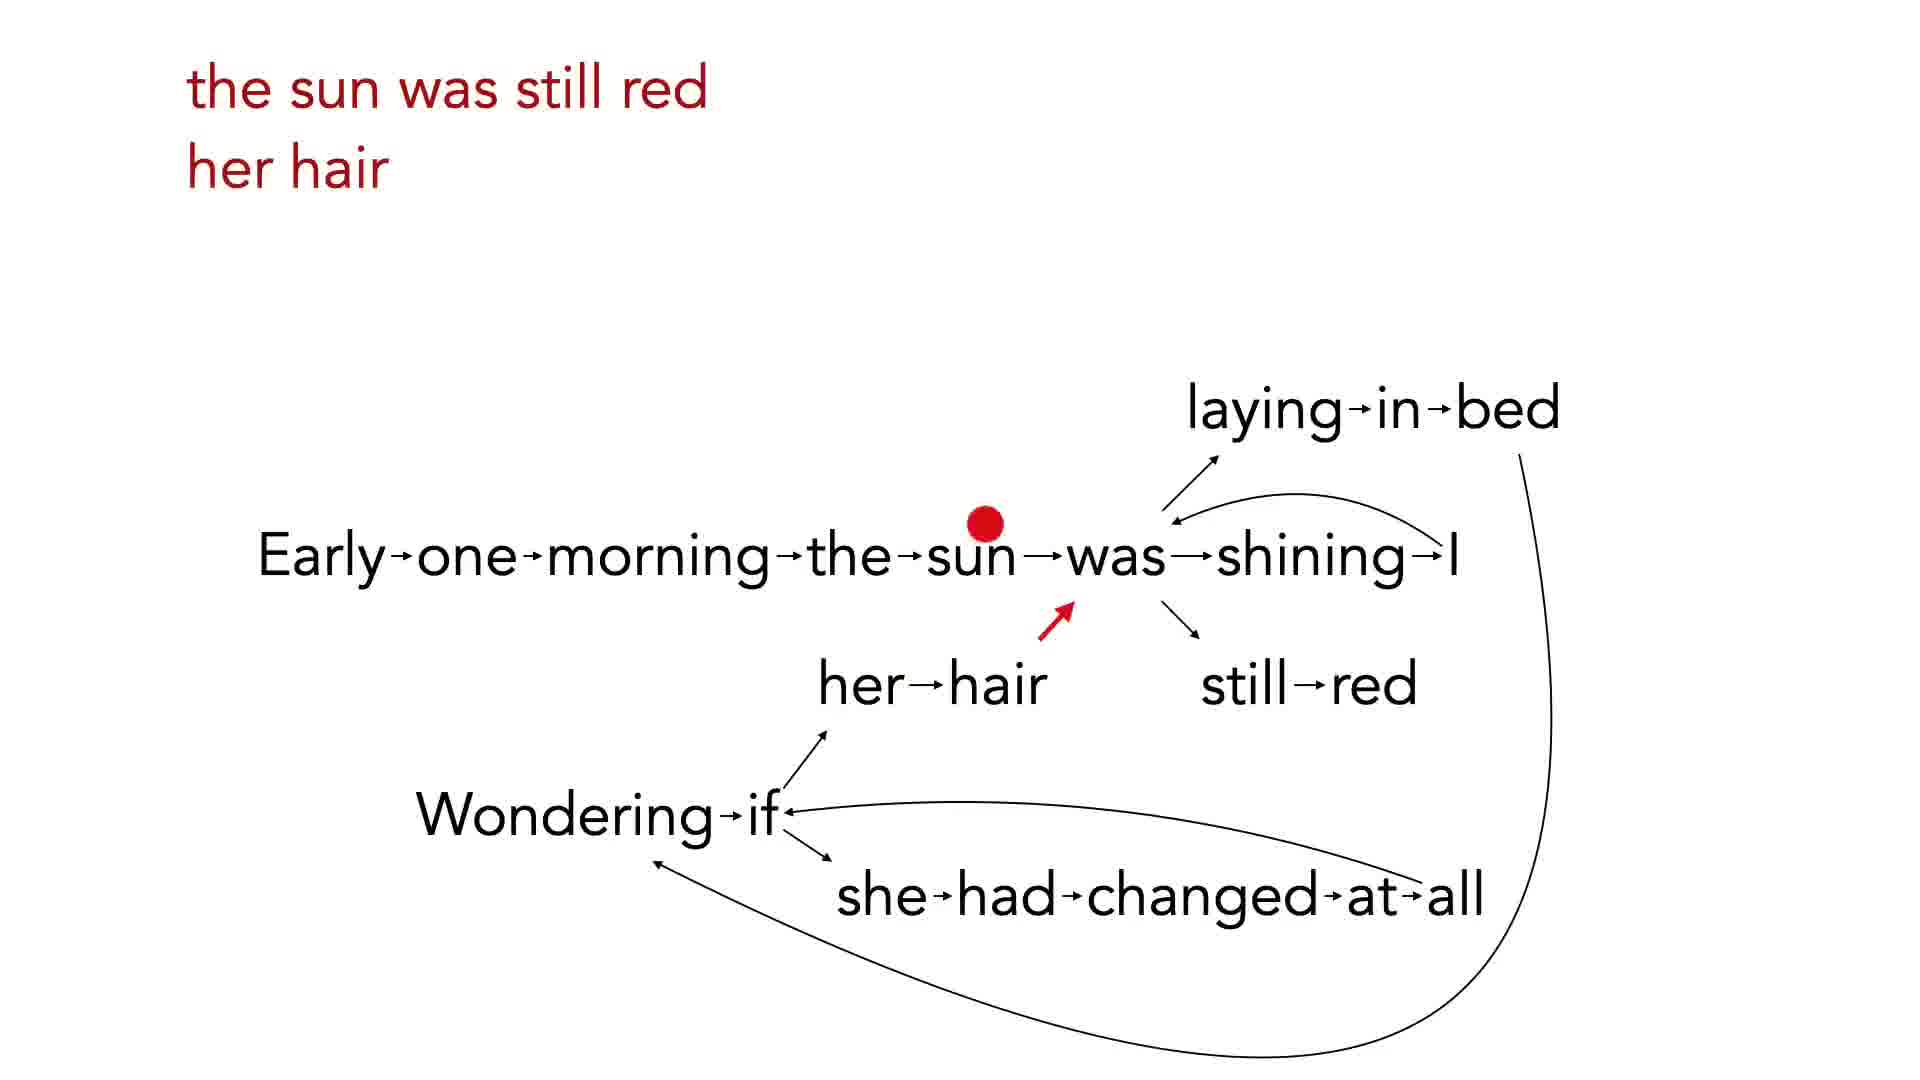 the sun was still red
her hair
laying in bed
Early one morning the sun was shining I
her hair still red
Wondering if
she had changed at all